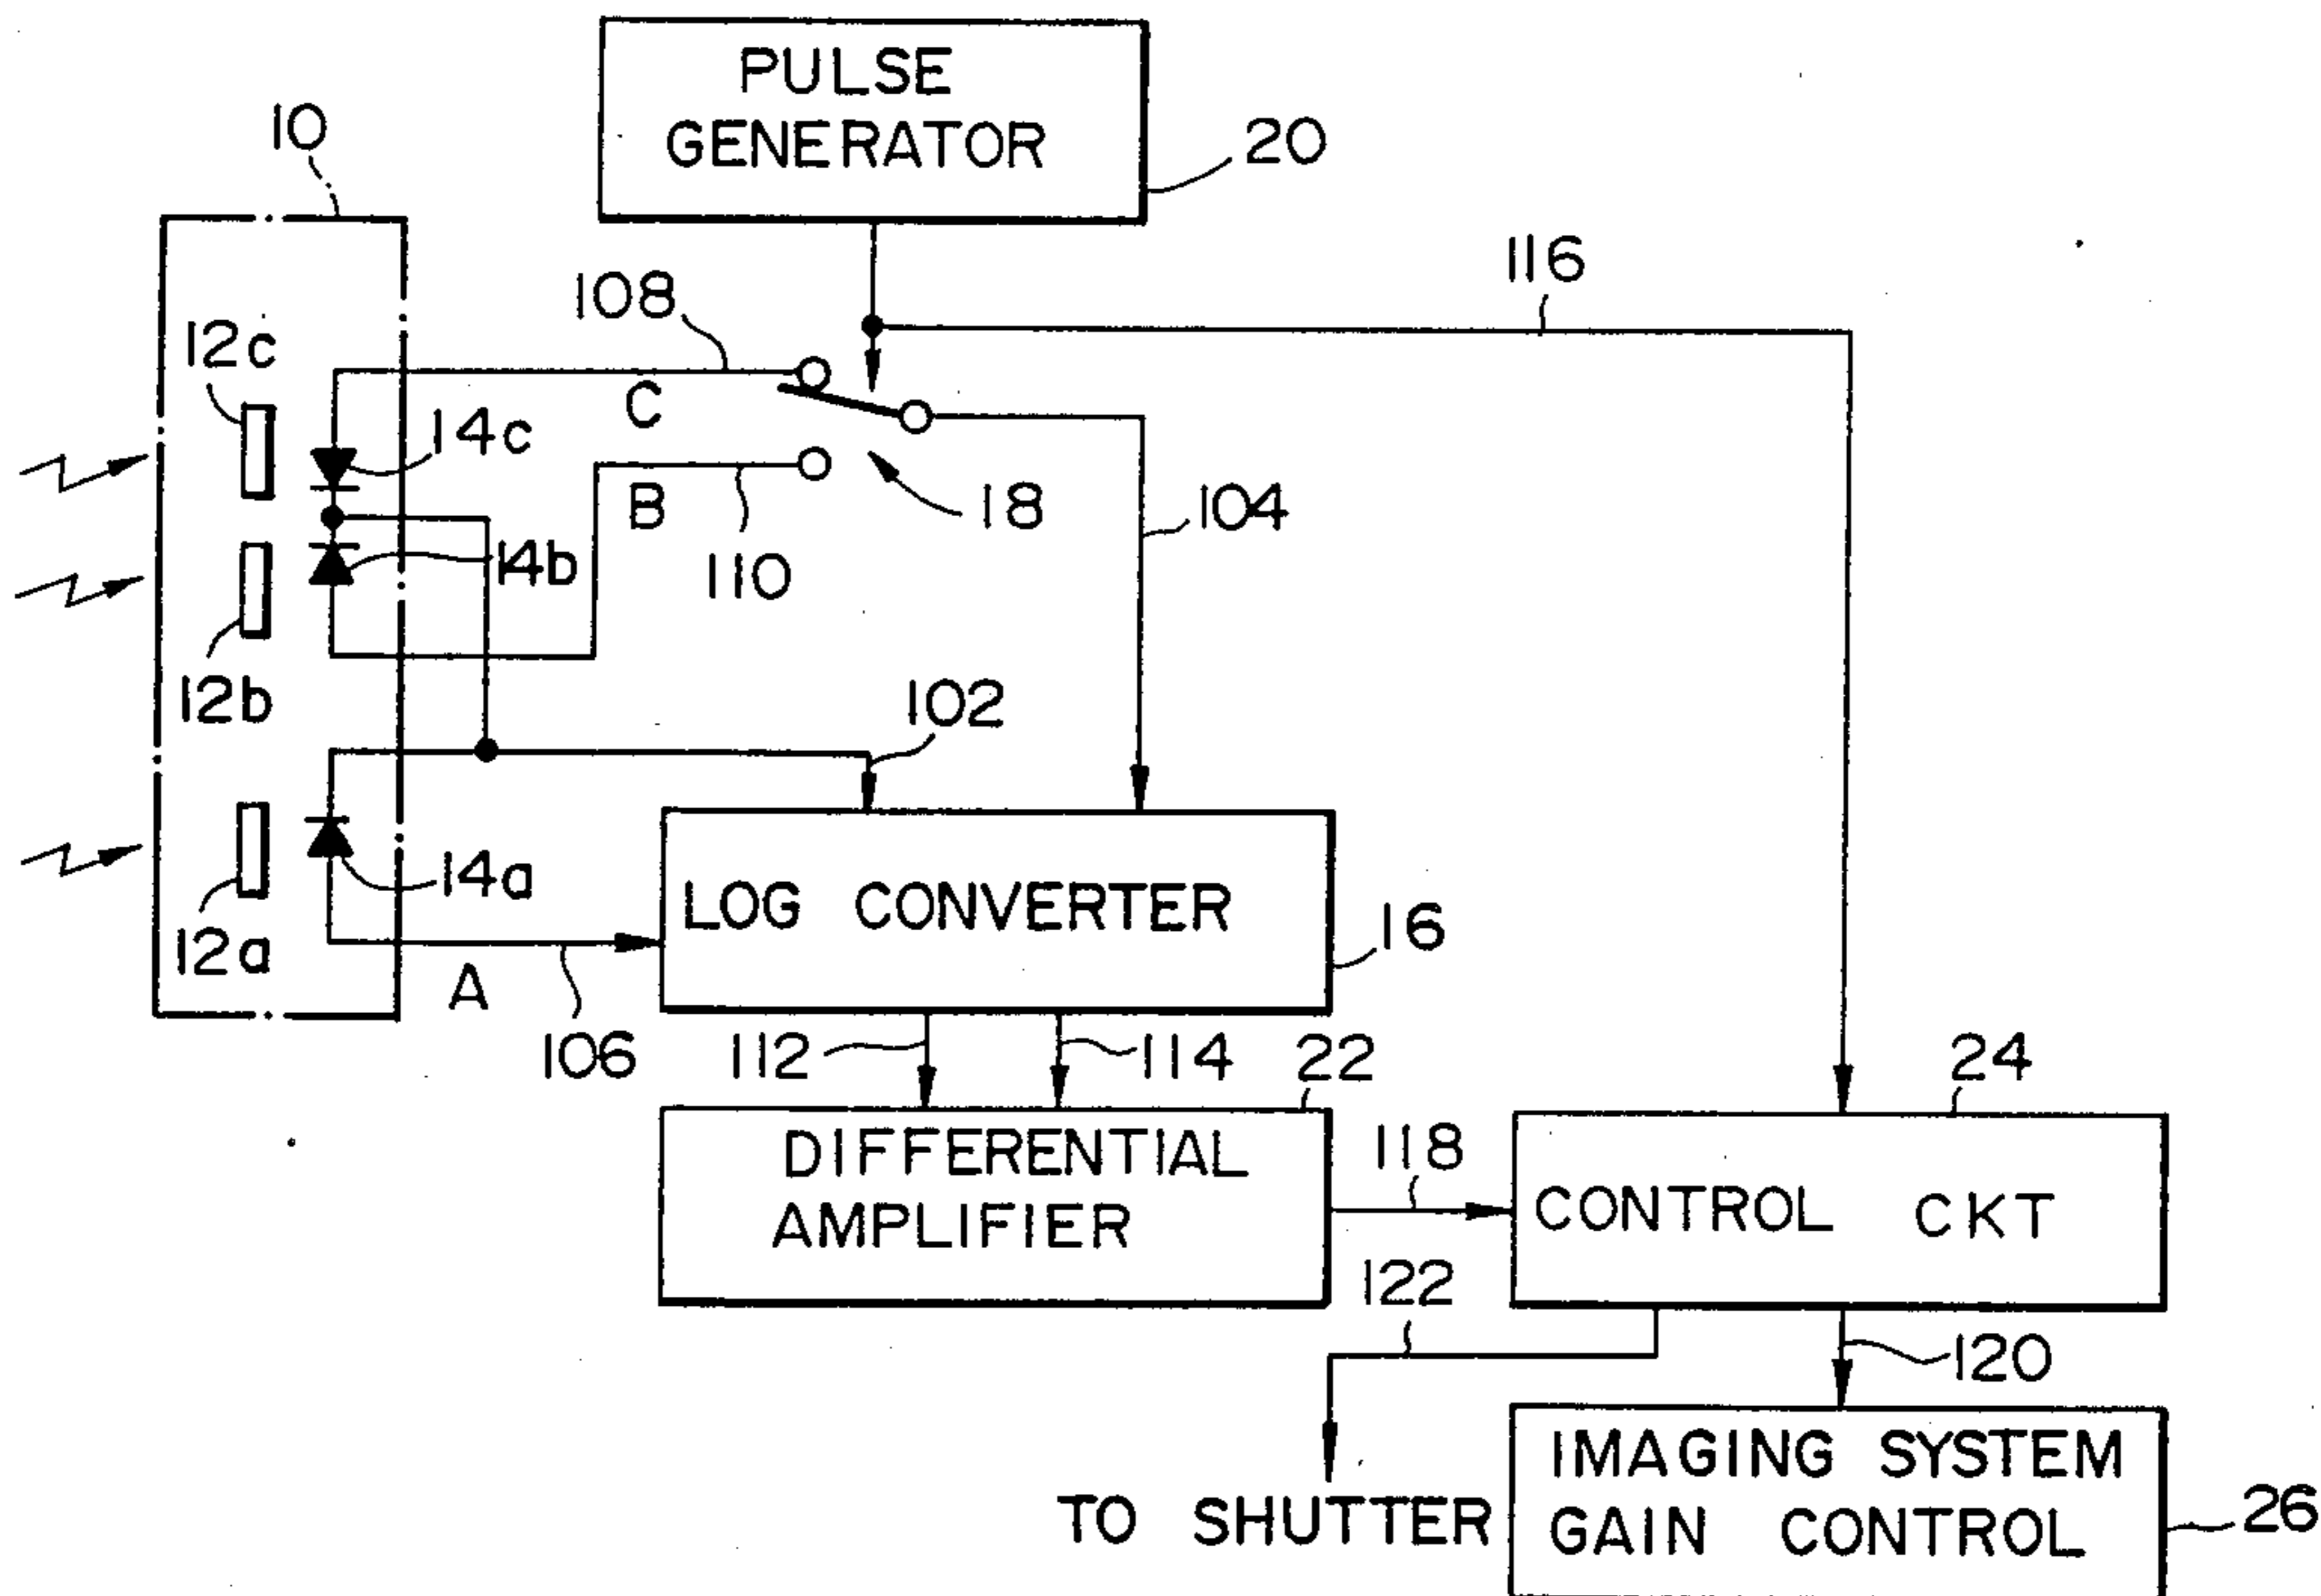 PULSE
GENERATOR
20
10
116
108
12c
C
14c
B
18
104
14b
110
12b
102
14a
LOG CONVERTER
16
12a
A
106
112
114
22
24
DIFFERENTIAL
AMPLIFIER
118
CONTROL CKT
122
120
IMAGING SYSTEM
GAIN CONTROL
TO SHUTTER
26